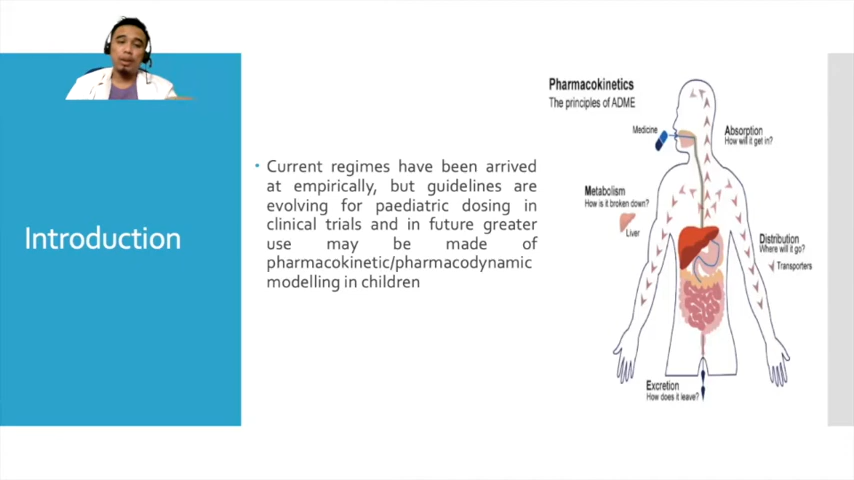 Introduction
• Current regimes have been arrived
at empirically, but guidelines are
evolving for paediatric dosing in
clinical trials and in future greater
use may be made of
pharmacokinetic/pharmacodynamic
modelling in children
Pharmacokinetics
The principles of ADME
Medicine
Absorption
How will it get in?
Metabolism
How is it broken down?
Liver
Distribution
Where will it go?
Transporters
Excretion
How does it leave?